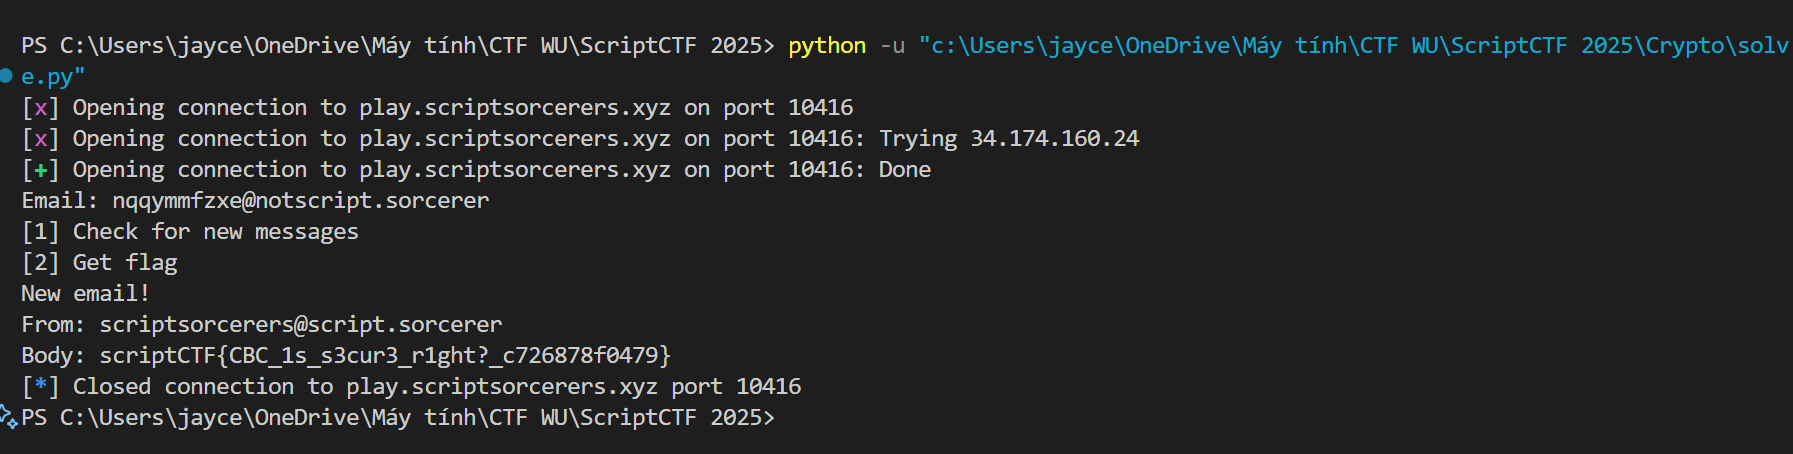 PS C:\Users\jayce\OneDrive\Máy tính\CTF WU\ScriptCTF 2025> python -u "c:\Users\jayce\OneDrive\Máy tính\CTF WU\ScriptCTF 2025\Crypto\solv
e.py"
[x] Opening connection to play.scriptsorcerers.xyz on port 10416
[x] Opening connection to play.scriptsorcerers.xyz on port 10416: Trying 34.174.160.24
[+] Opening connection to play.scriptsorcerers.xyz on port 10416: Done
Email: nqqymmfzxe@notscript.sorcerer
[1] Check for new messages
[2] Get flag
New email!
From: scriptsorcerers@script.sorcerer
Body: scriptCTF{CBC_1s_s3cur3_r1ght?_c726878f0479}
[*] Closed connection to play.scriptsorcerers.xyz port 10416
PS C:\Users\jayce\OneDrive\Máy tính\CTF WU\ScriptCTF 2025>